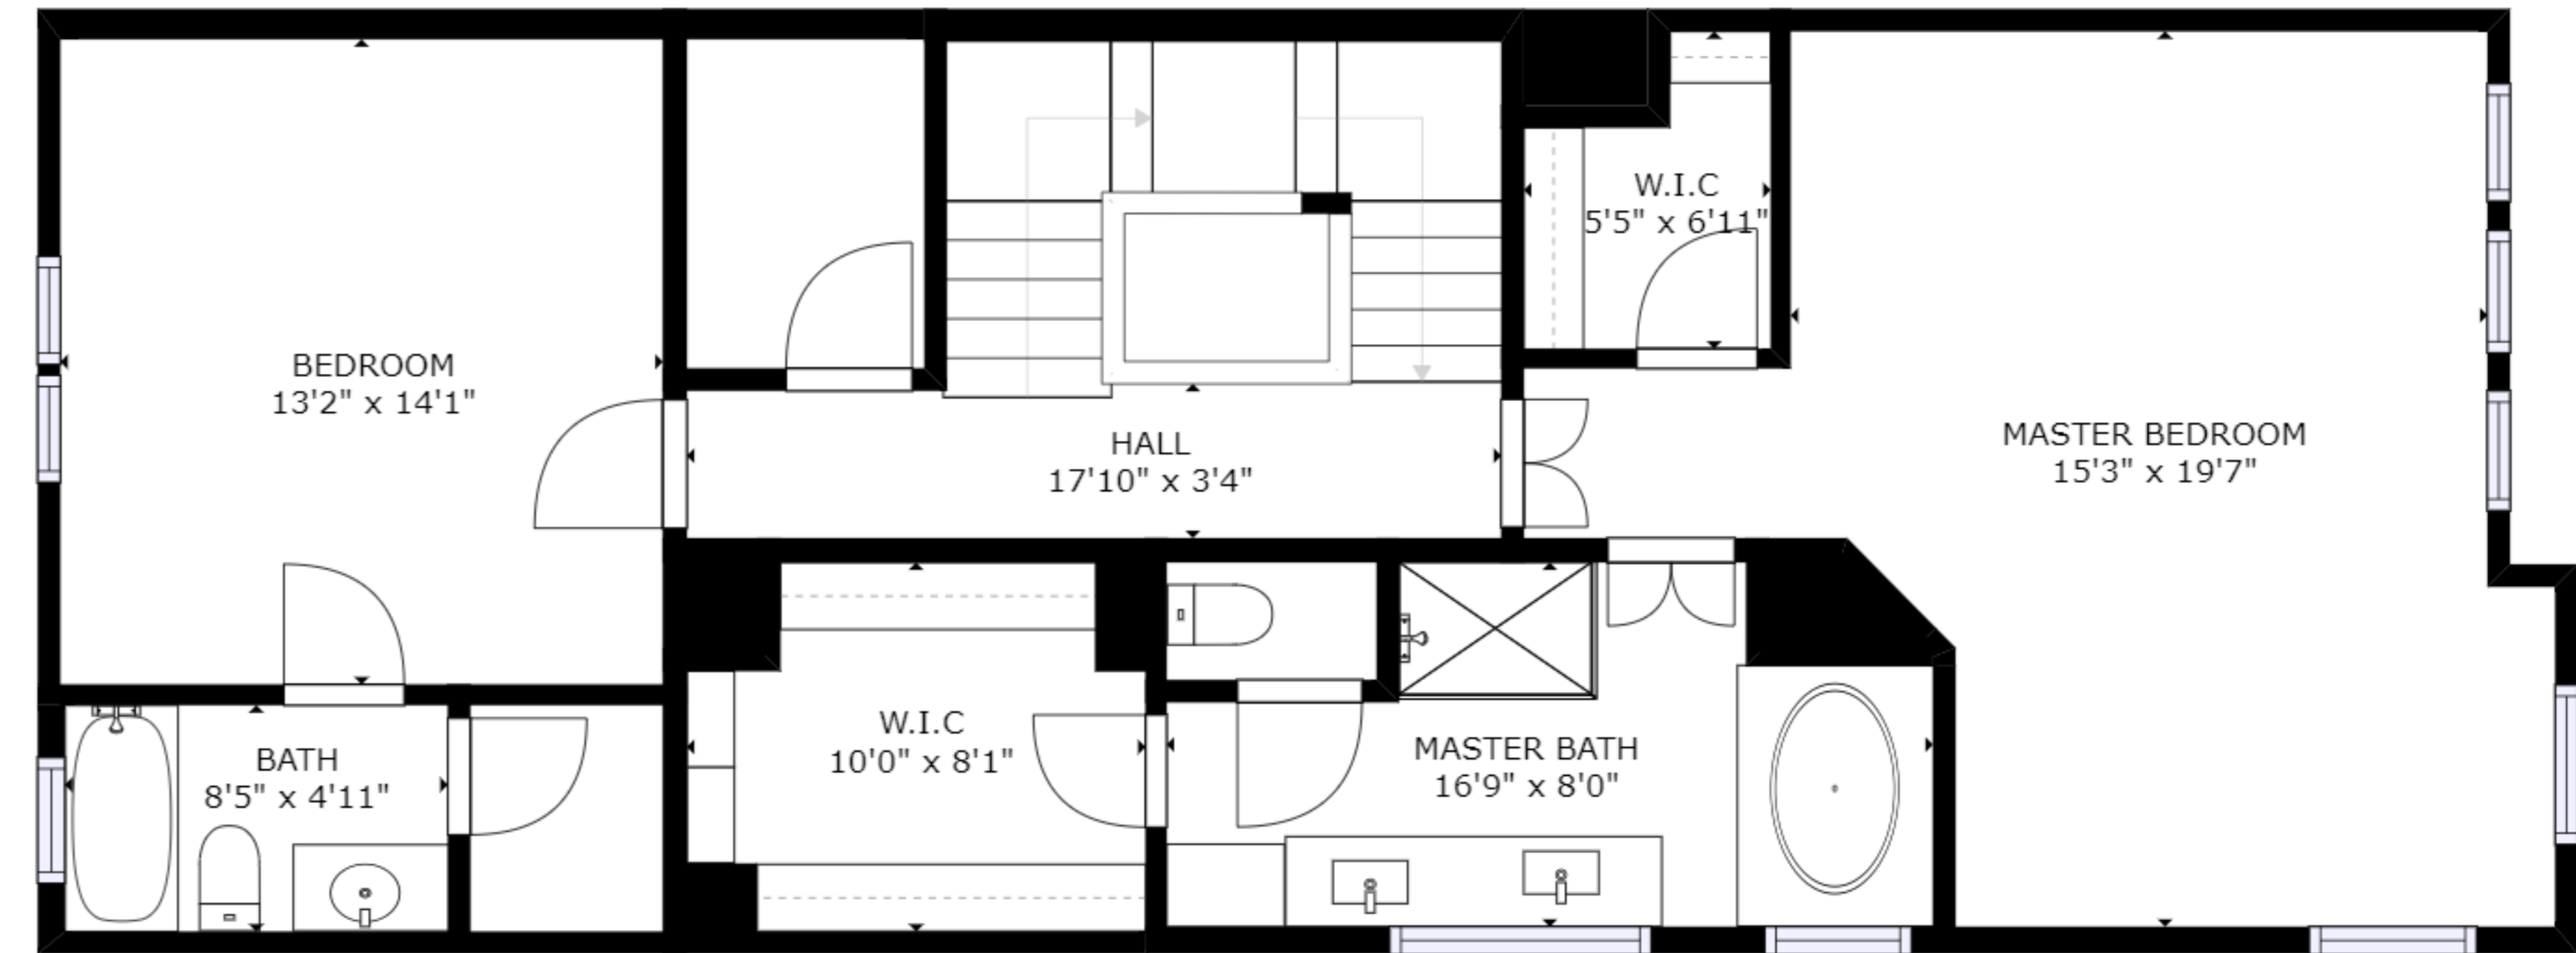 W.I.C
5'5" x 6'11"
BEDROOM
13'2" x 14'1"
HALL
17'10" x 3'4"
MASTER BEDROOM
15'3" x 19'7"
W.I.C
10'0" x 8'1"
MASTER BATH
16'9" x 8'0"
BATH
8'5" x 4'11"